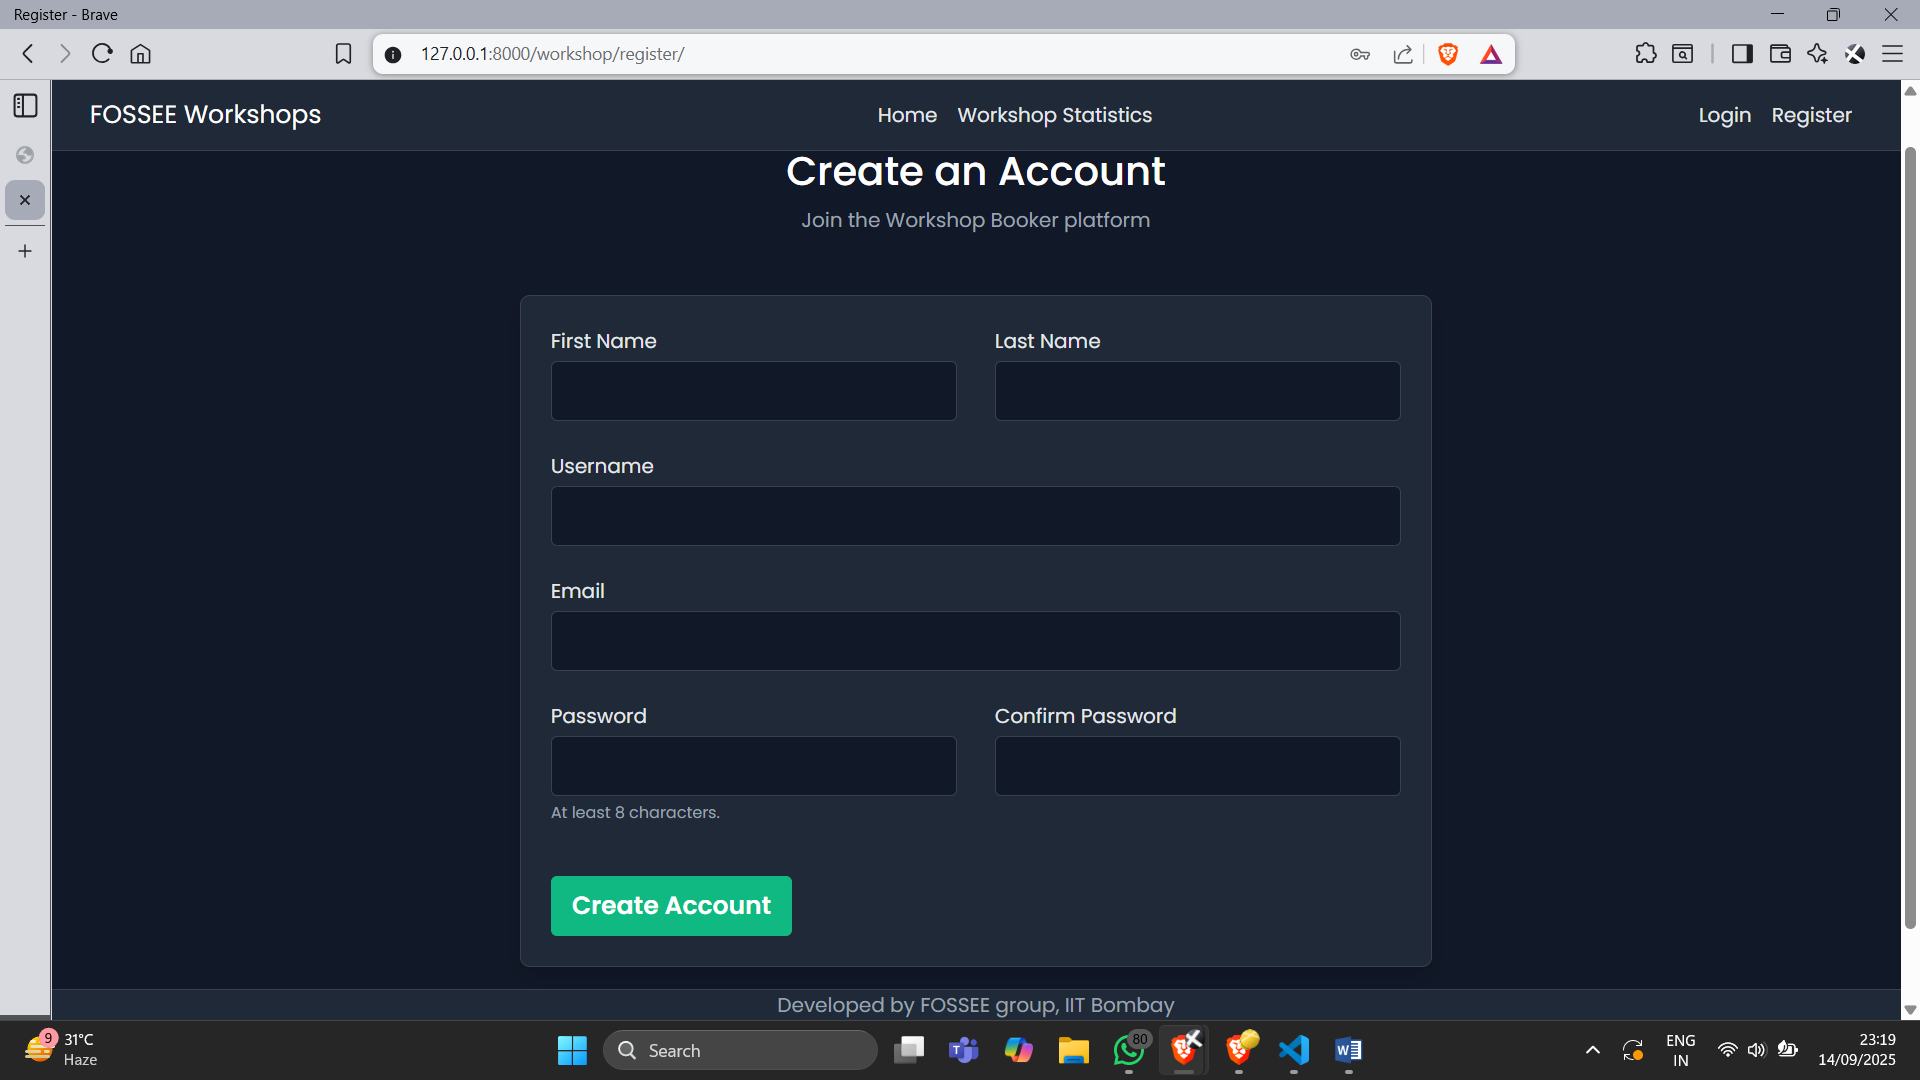 Register - Brave
127.0.0.1:8000/workshop/register/
FOSSEE Workshops
Home Workshop Statistics
Login Register
Create an Account
Join the Workshop Booker platform
First Name Last Name
Username
Email
Password Confirm Password
At least 8 characters.
Create Account
Developed by FOSSEE group, IIT Bombay
9
31°C
Haze
Search
80
ENG
IN
23:19
14/09/2025